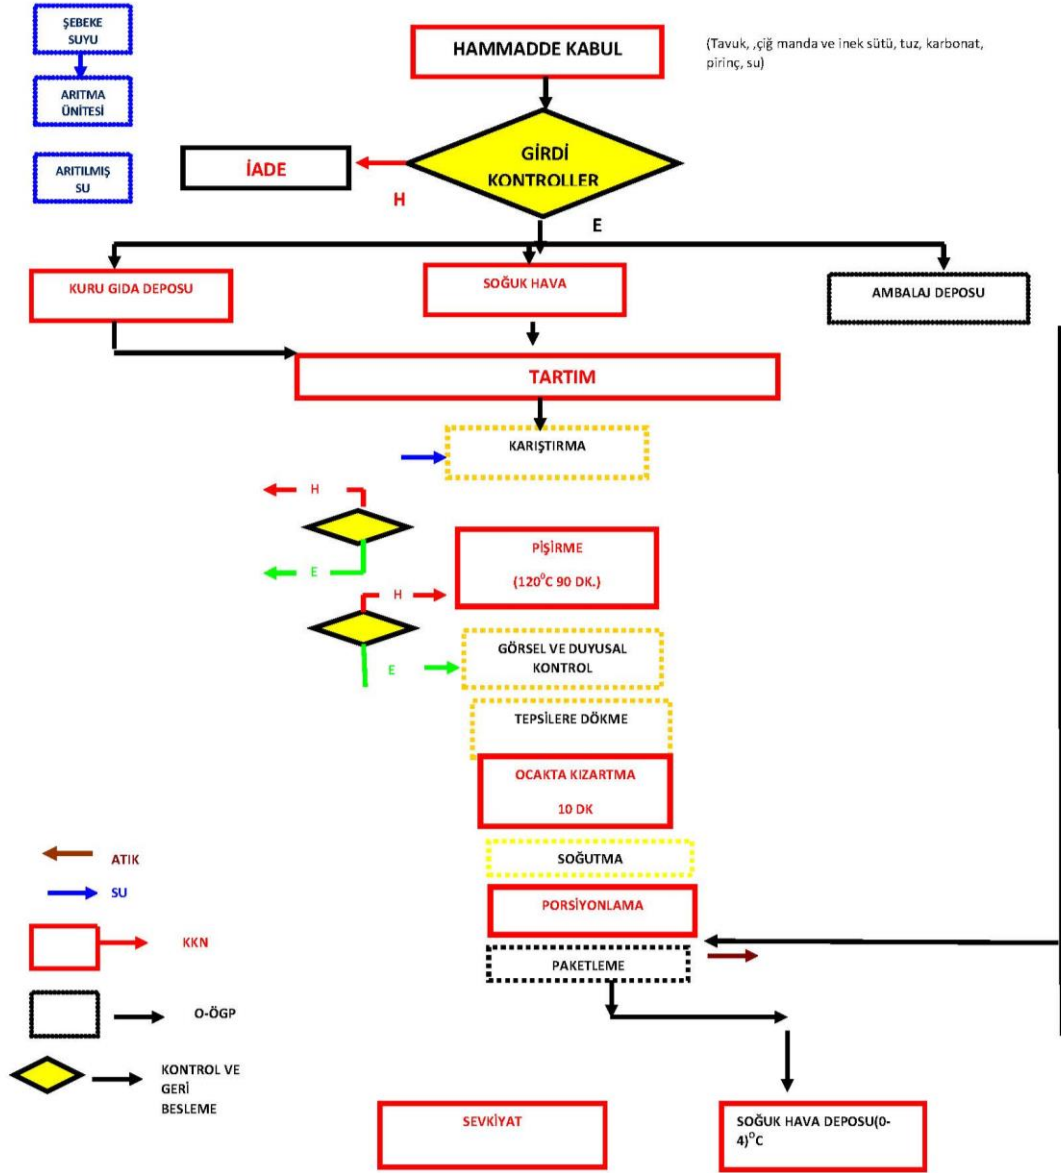 ŞEBEKE
SUYU
HAMMADDE KABUL
(Tavuk, ,çiğ manda ve inek sütü, tuz, karbonat,
pirinç, su)
ARITMA
ÜNİTESİ
GİRDİ
KONTROLLER
İADE
ARITILMIŞ
SU
H
E
KURU GIDA DEPOSU
SOĞUK HAVA
AMBALAJ DEPOSU
TARTIM
KARIŞTIRMA
H
E
PİŞİRME
(120⁰C 90 DK.)
H
E
GÖRSEL VE DUYUSAL
KONTROL
TEPSİLERE DÖKME
OCAKTA KIZARTMA
10 DK
SOĞUTMA
PORSİYONLAMA
PAKETLEME
ATIK
SU
KKN
O-ÖGP
KONTROL VE
GERİ
BESLEME
SEVKİYAT
SOĞUK HAVA DEPOSU(0-
4)⁰C